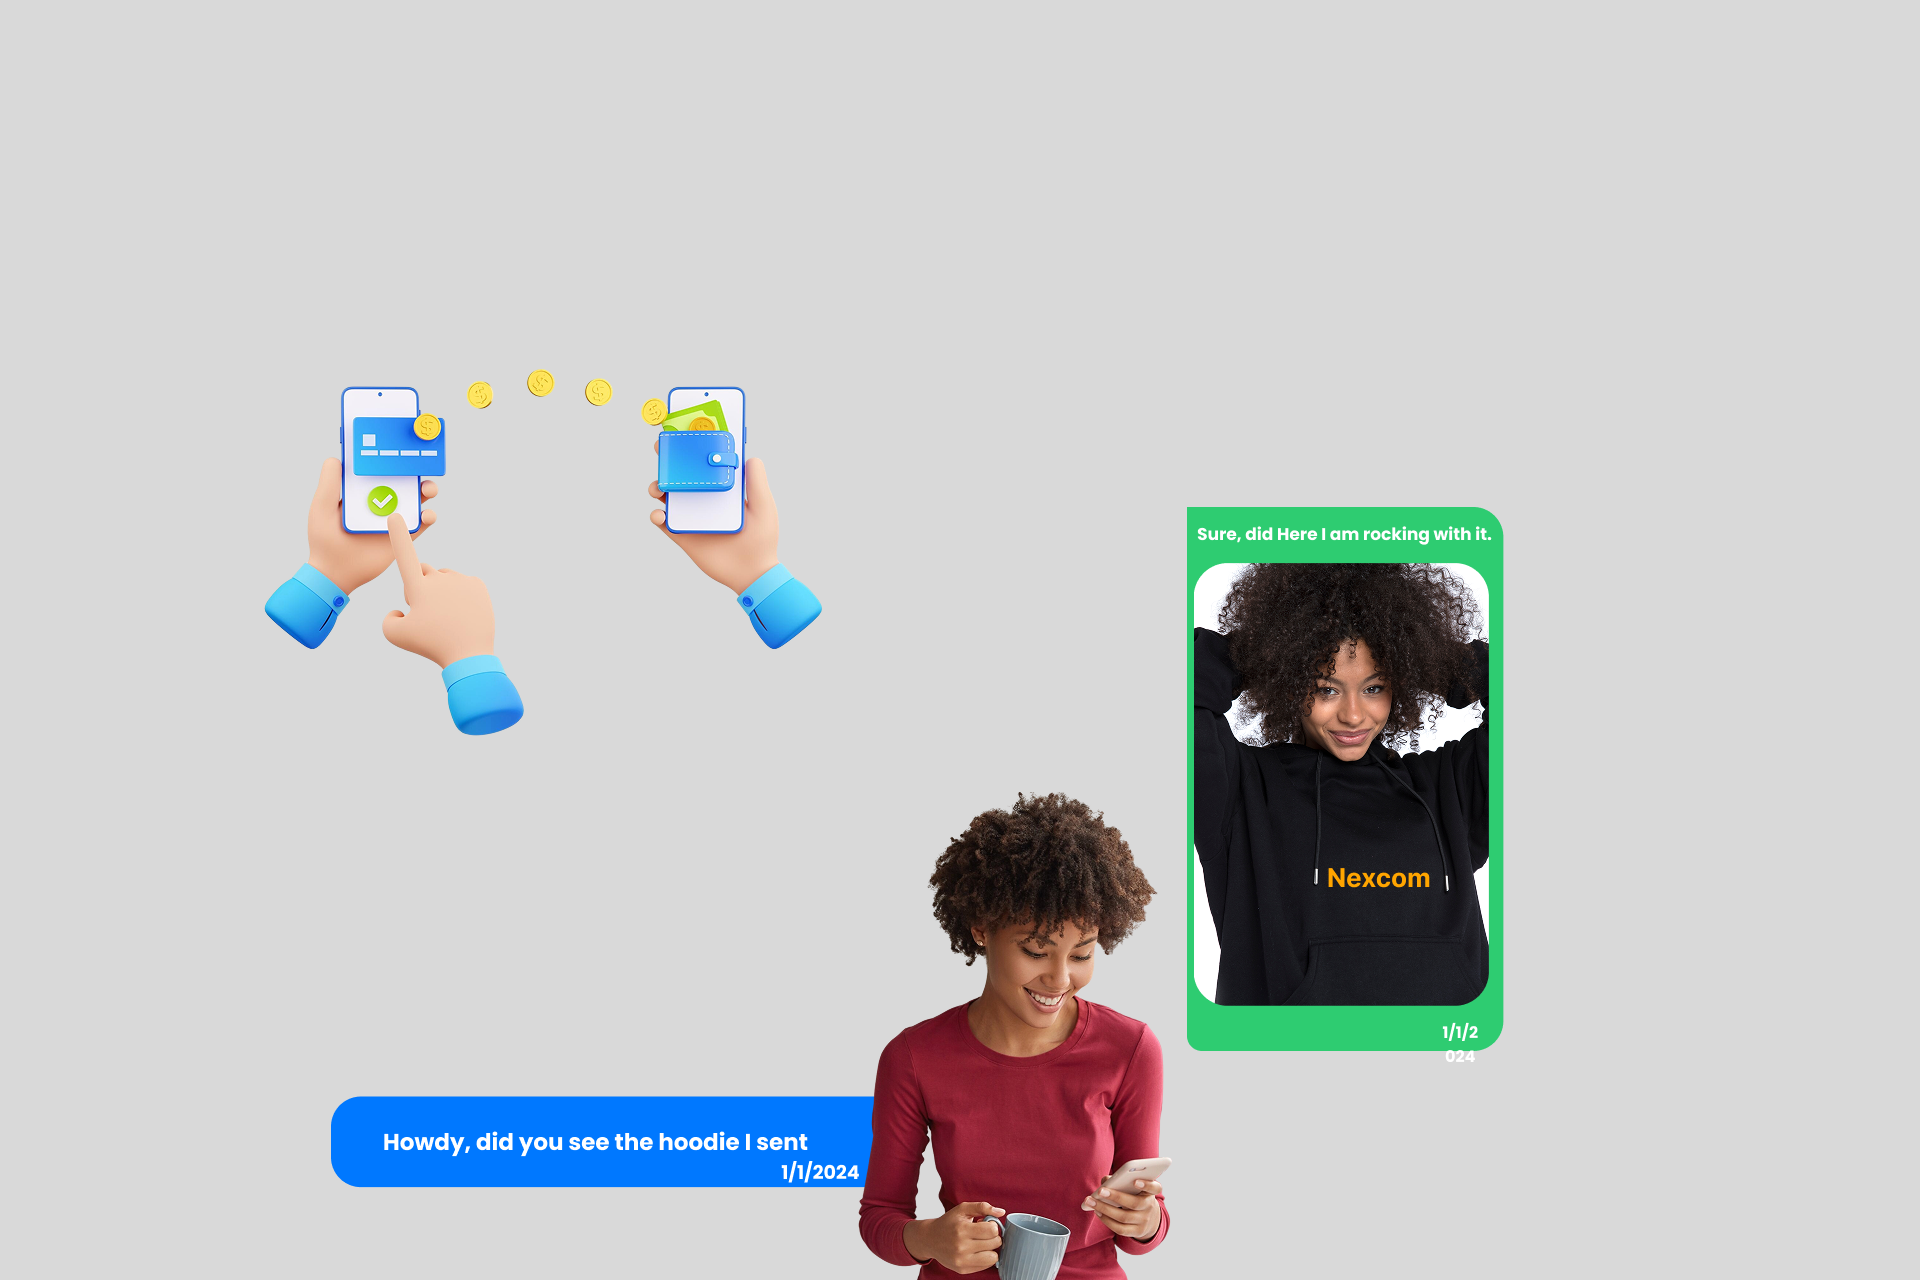 Sure, did Here I am rocking with it.
Nexcom
1/1/2
024
Howdy, did you see the hoodie I sent
1/1/2024